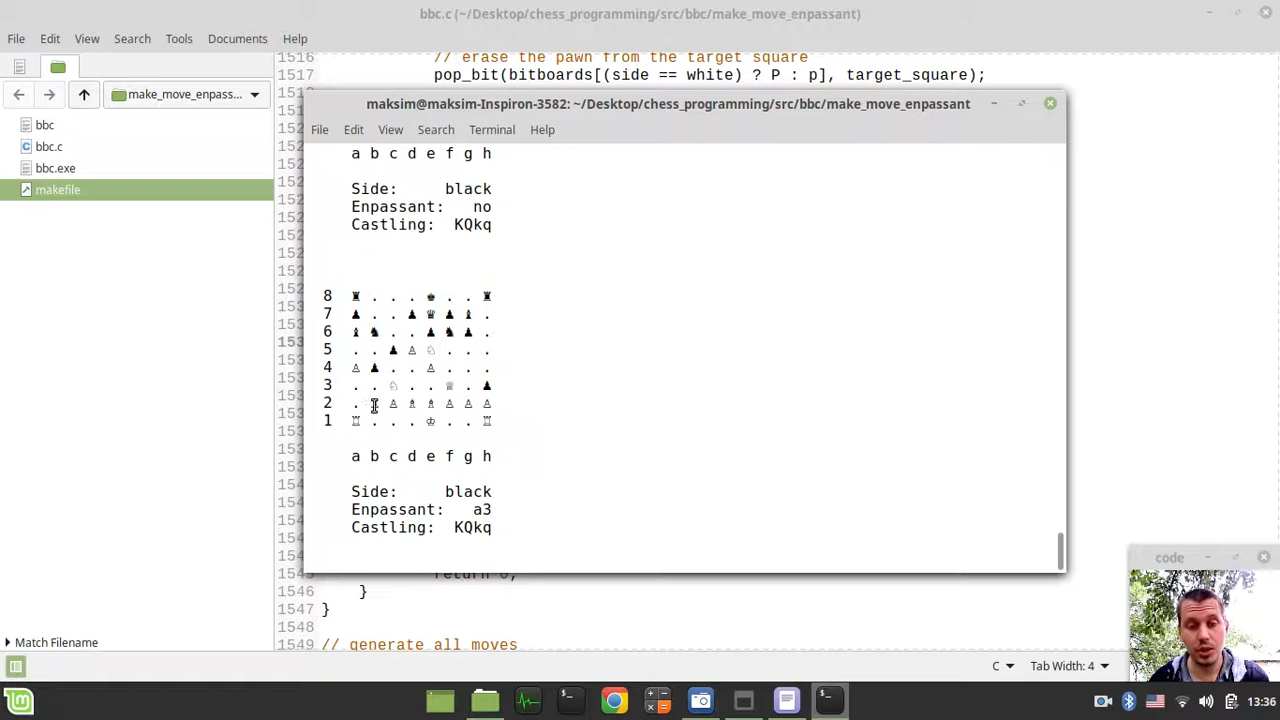 bbc.c (~/Desktop/chess_programming/src/bbc/make_move_enpassant)
File Edit View Search Tools Documents Help
make_move_enpass...
bbc
bbc.c
bbc.exe
makefile
// erase the pawn from the target square
1517 pop_bit(bitboards[(side == white) ? P : p], target_square);
maksim@maksim-Inspiron-3582: ~/Desktop/chess_programming/src/bbc/make_move_enpassant
File Edit View Search Terminal Help
a b c d e f g h
Side: black
Enpassant: no
Castling: KQkq
8 ♜ . . . ♚ . . ♜
7 ♟ . . ♟ ♛ ♟ ♝ .
6 ♝ ♞ . . ♟ ♞ ♟ .
5 . . ♟ ♙ ♘ . . .
4 ♙ ♟ . . ♙ . . .
3 . . ♘ . . ♕ . ♟
2 . ♙ ♗ ♗ ♙ ♙ ♙
1 ♖ . . . ♔ . . ♖
a b c d e f g h
Side: black
Enpassant: a3
Castling: KQkq
return 0;
1546 }
1547 }
1548
1549 // generate all moves
Match Filename
C Tab Width: 4
code
13:36